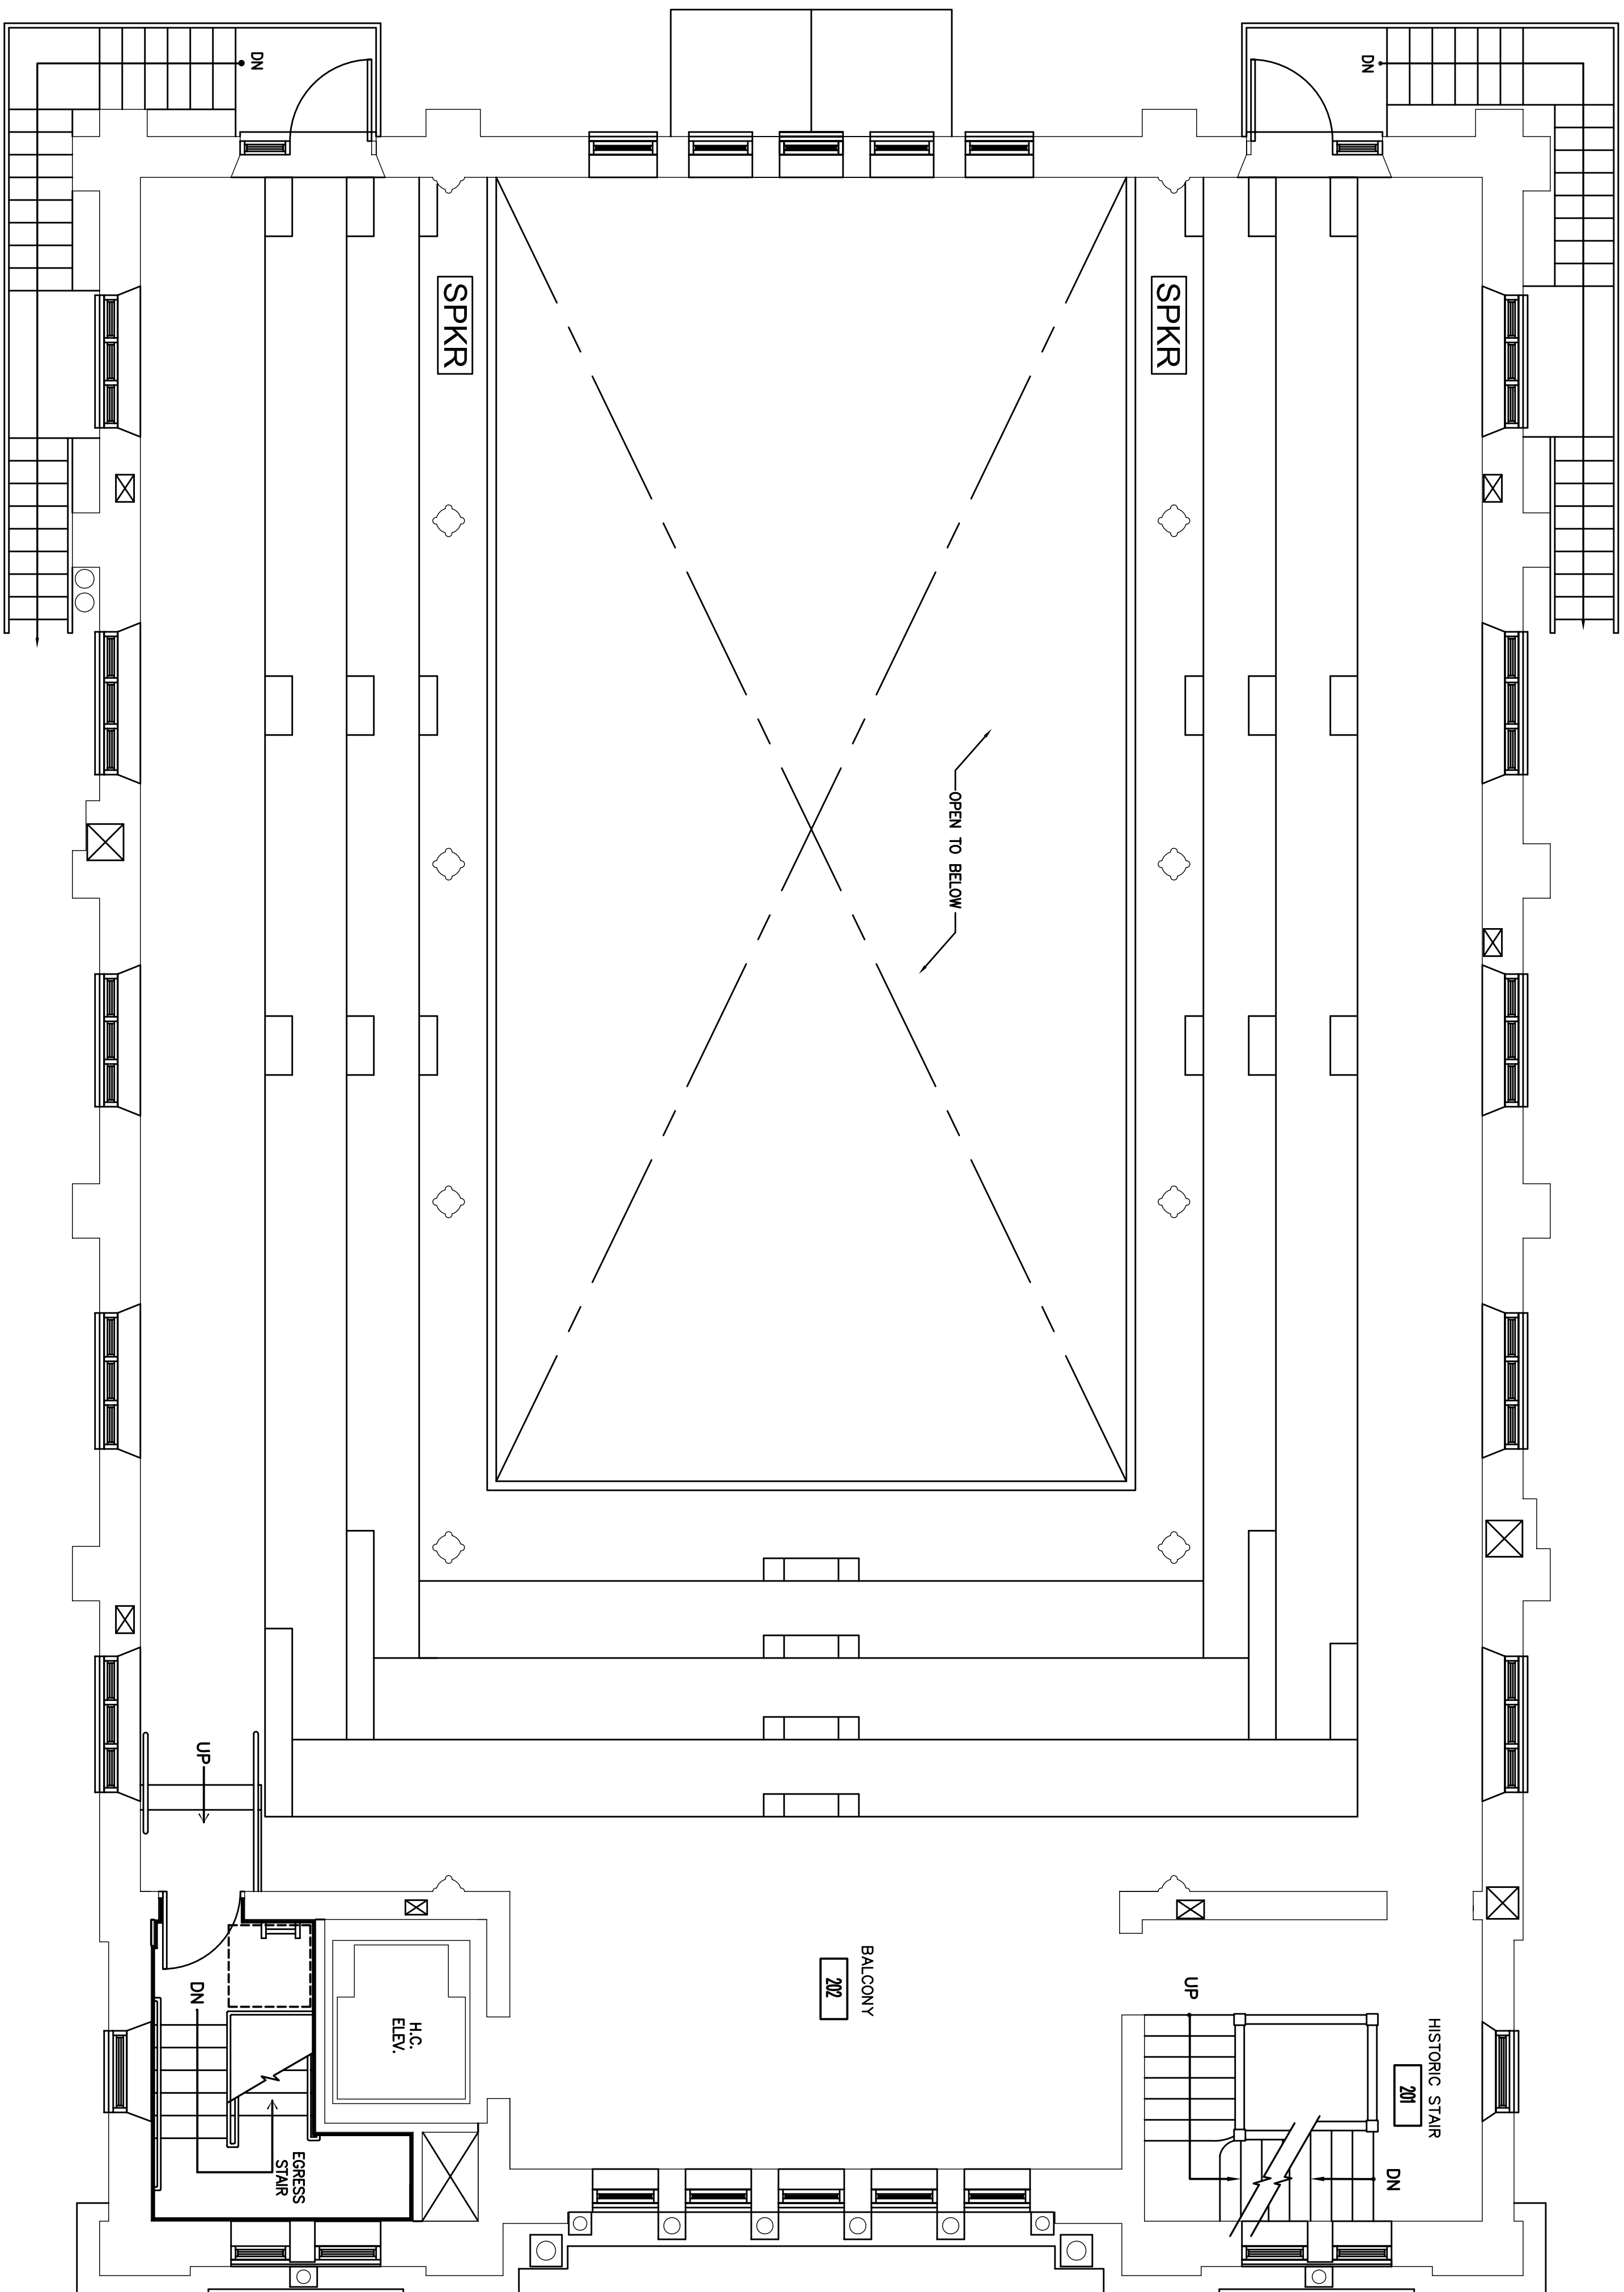 DN
DN
SPKR
SPKR
OPEN TO BELOW
UP
BALCONY
202
HISTORIC STAIR
201
UP
DN
DN
H.C.
ELEV.
EGRESS
STAIR